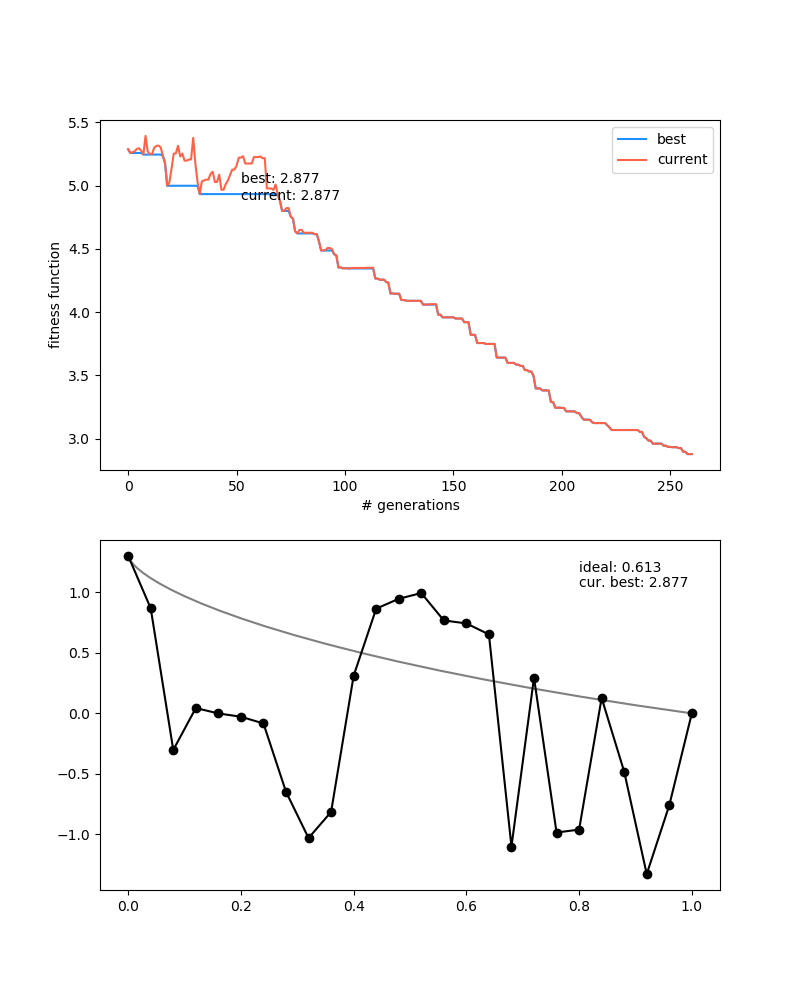 5.5
5.0
4.5
4.0
3.5
3.0
fitness function
best
current
best: 2.877
current: 2.877
0 50 100 150 200 250
# generations
ideal: 0.613
cur. best: 2.877
1.0
0.5
0.0
−0.5
−1.0
0.0 0.2 0.4 0.6 0.8 1.0